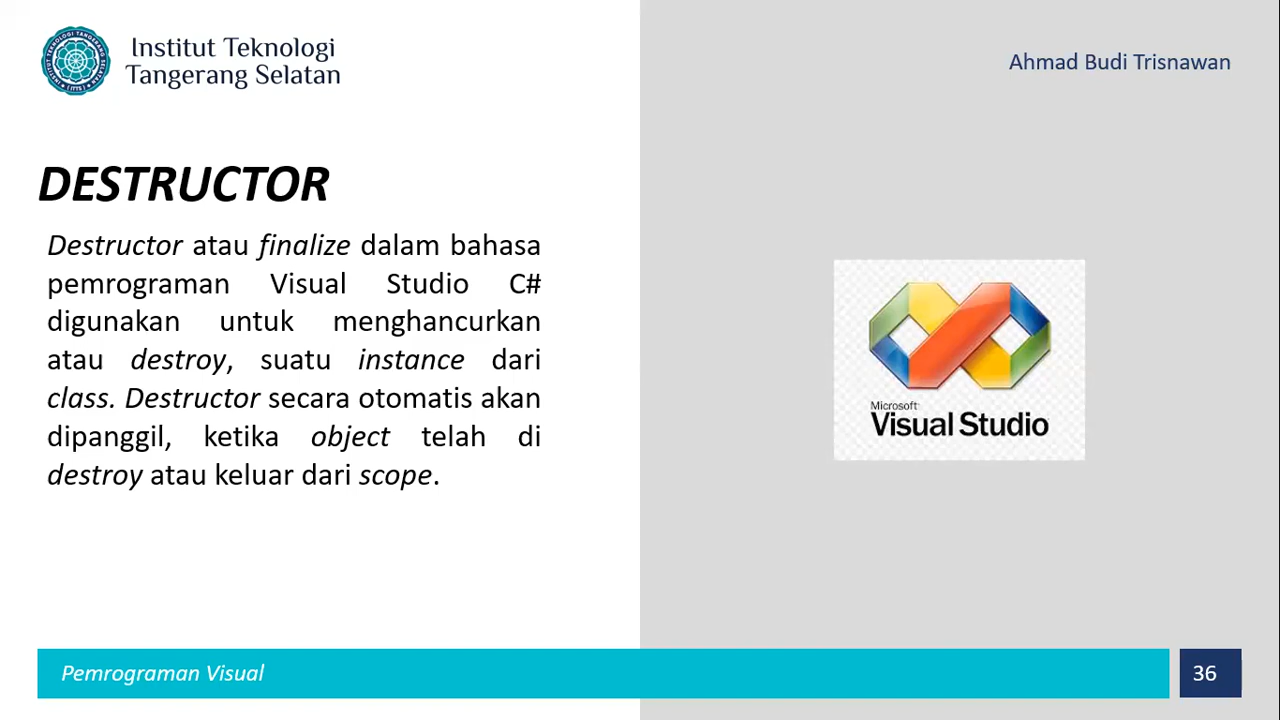 Institut Teknologi
Tangerang Selatan
Ahmad Budi Trisnawan
DESTRUCTOR
Destructor atau finalize dalam bahasa
pemrograman Visual Studio C#
digunakan untuk menghancurkan
atau destroy, suatu instance dari
class. Destructor secara otomatis akan
dipanggil, ketika object telah di
destroy atau keluar dari scope.
Microsoft
Visual Studio
Pemrograman Visual
36